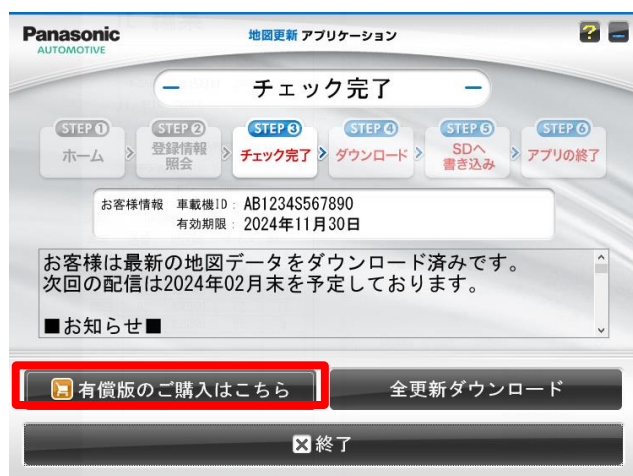 Panasonic
AUTOMOTIVE
地図更新 アプリケーション
?
チェック完了
STEP① STEP② STEP③ STEP④ STEP⑤ STEP⑥
ホーム
登録情報
照会
チェック完了
ダウンロード
SDへ
書き込み
アプリの終了
お客様情報 車載機ID: AB1234S567890
有効期限: 2024年11月30日
お客様は最新の地図データをダウンロード済みです。
次回の配信は2024年02月末を予定しております。
■お知らせ■
有償版のご購入はこちら
全更新ダウンロード
終了